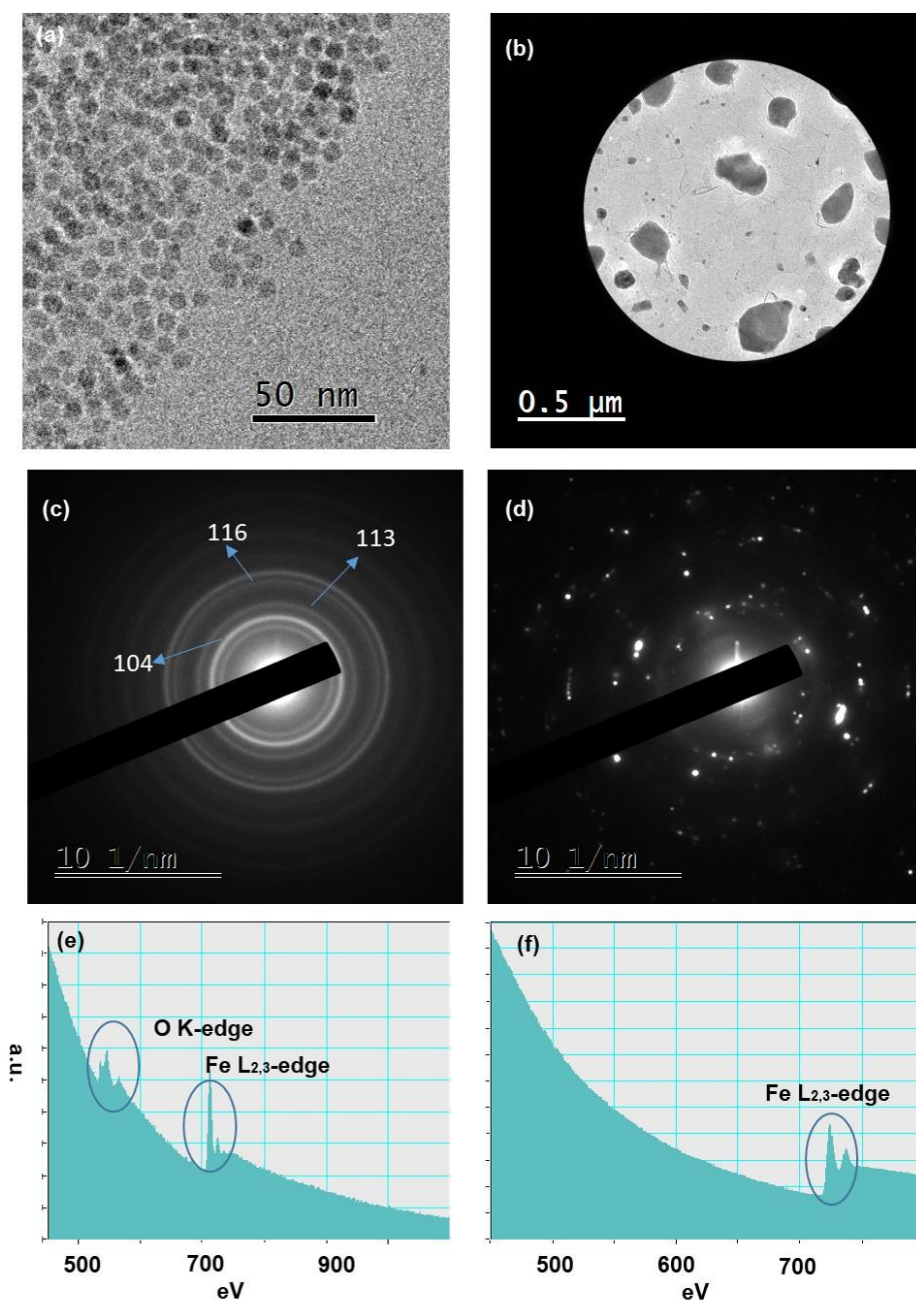 (a)
50 nm
(b)
0.5 µm
(c)
116
113
104
10 1/nm
(d)
10 1/nm
(e)
O K-edge
Fe L2,3-edge
a.u.
500 700 900
eV
(f)
Fe L2,3-edge
500 600 700
eV